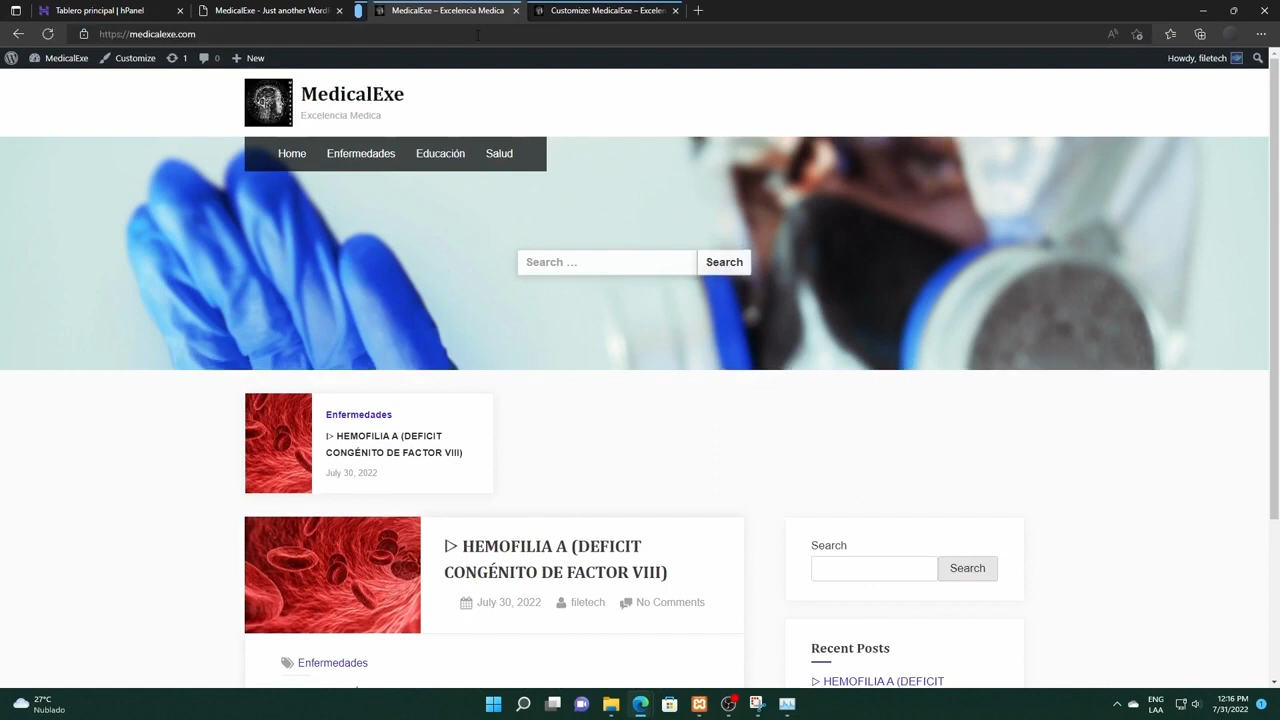 Tablero principal | hPanel
MedicalExe – Just another WordP
MedicalExe – Excelencia Medica
Customize: MedicalExe – Excelenc
https://medicalexe.com
MedicalExe
Customize
1
0
New
Howdy, filetech
MedicalExe
Excelencia Medica
Home
Enfermedades
Educación
Salud
Search …
Search
Enfermedades
▷ HEMOFILIA A (DEFICIT
CONGÉNITO DE FACTOR VIII)
July 30, 2022
▷ HEMOFILIA A (DEFICIT
CONGÉNITO DE FACTOR VIII)
July 30, 2022
filetech
No Comments
Enfermedades
Search
Search
Recent Posts
▷ HEMOFILIA A (DEFICIT
27°C
Nublado
ENG
LAA
12:16 PM
7/31/2022
1